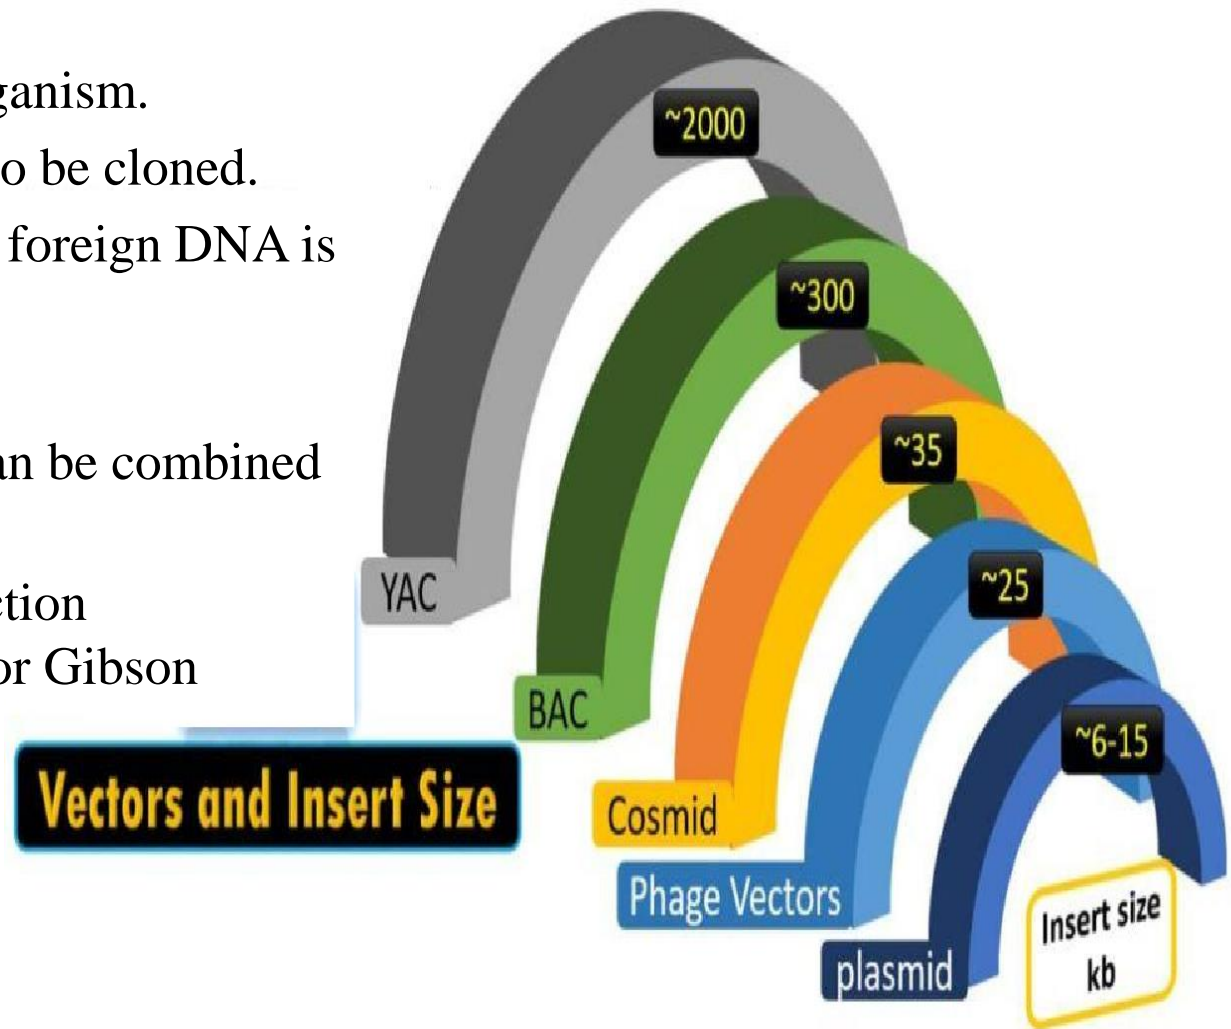 ganism.
o be cloned.
foreign DNA is
an be combined
ction
or Gibson
~2000
~300
~35
~25
~6-15
YAC
BAC
Cosmid
Phage Vectors
plasmid
Vectors and Insert Size
Insert size
kb